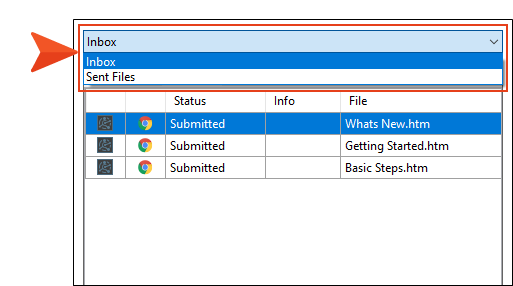 Inbox
Inbox
Sent Files
Status Info File
Submitted Whats New.htm
Submitted Getting Started.htm
Submitted Basic Steps.htm